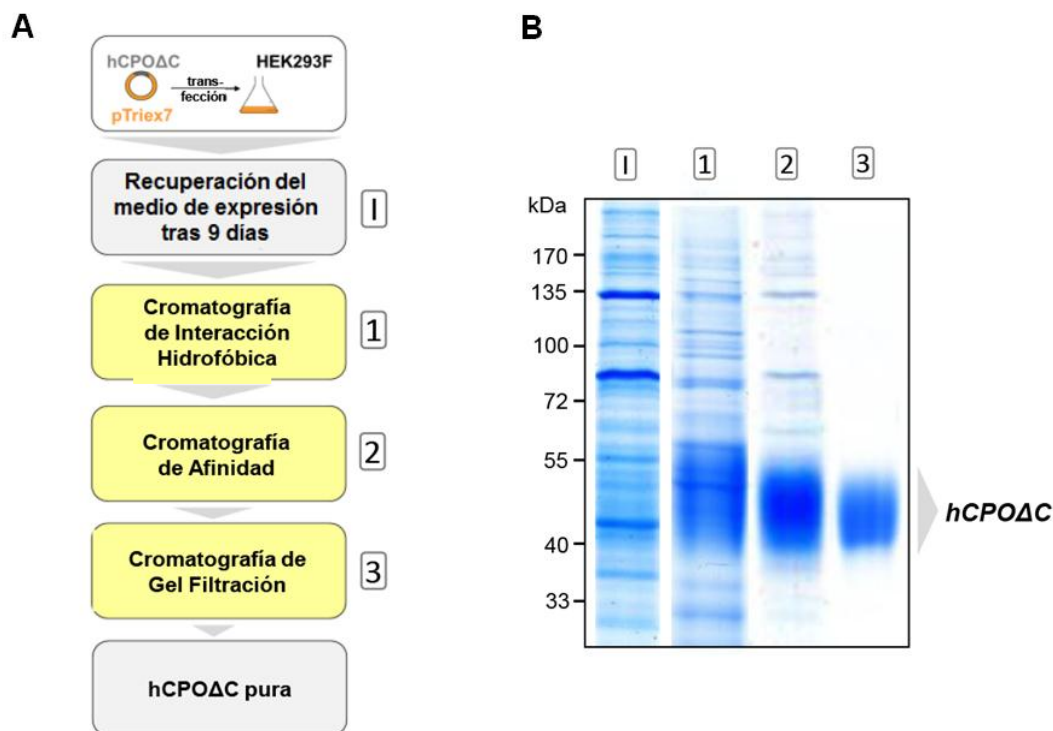 A
hCPOΔC
HEK293F
trans-
fección
pTriex7
Recuperación del
medio de expresión
tras 9 días
I
Cromatografía
de Interacción
Hidrofóbica
1
Cromatografía
de Afinidad
2
Cromatografía de
Gel Filtración
3
hCPOΔC pura
B
I 1 2 3
kDa
170
135
100
72
55
40
33
hCPOΔC